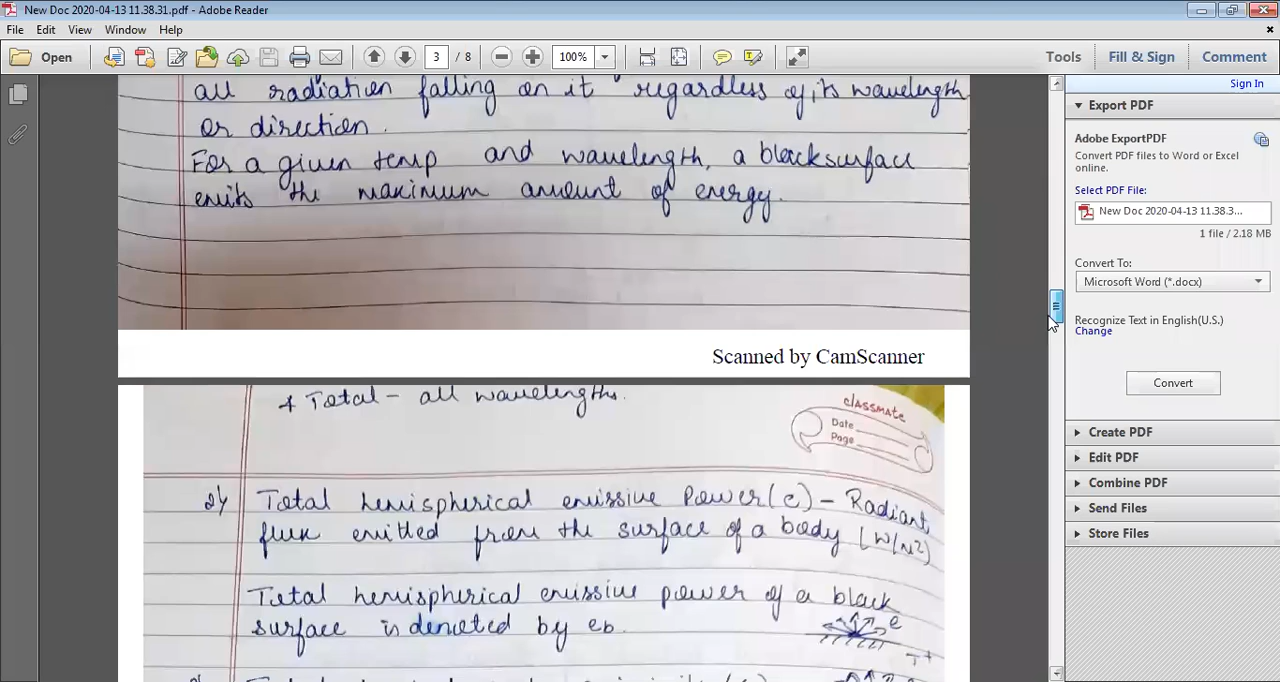 New Doc 2020-04-13 11.38.31.pdf - Adobe Reader
File Edit View Window Help
Open 3 / 8 100% Tools Fill & Sign Comment
Sign In
all radiation falling on it" regardless of its wavelength
or direction.
For a given temp and wavelength, a black surface
emits the maximum amount of energy.
Scanned by CamScanner
* Total - all wavelengths.
classmate
Date
Page
2) Total hemispherical emissive Power (e) - Radiant
flux emitted from the surface of a body (W/m2)
Total hemispherical emissive power of a black
surface is denoted by eb.
e
Export PDF
Adobe ExportPDF
Convert PDF files to Word or Excel
online.
Select PDF File:
New Doc 2020-04-13 11.38.3...
1 file / 2.18 MB
Convert To:
Microsoft Word (*.docx)
Recognize Text in English(U.S.)
Change
Convert
Create PDF
Edit PDF
Combine PDF
Send Files
Store Files